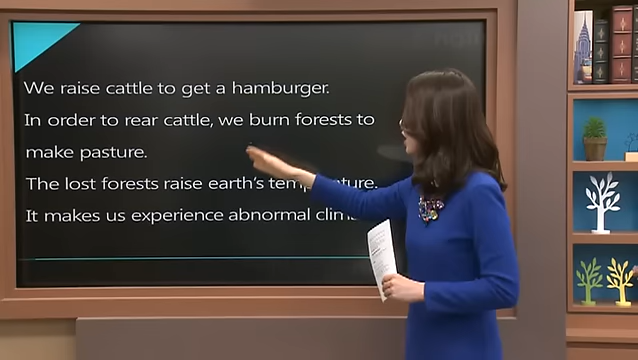 We raise cattle to get a hamburger.
In order to rear cattle, we burn forests to
make pasture.
The lost forests raise earth's
It makes us experience abnormal